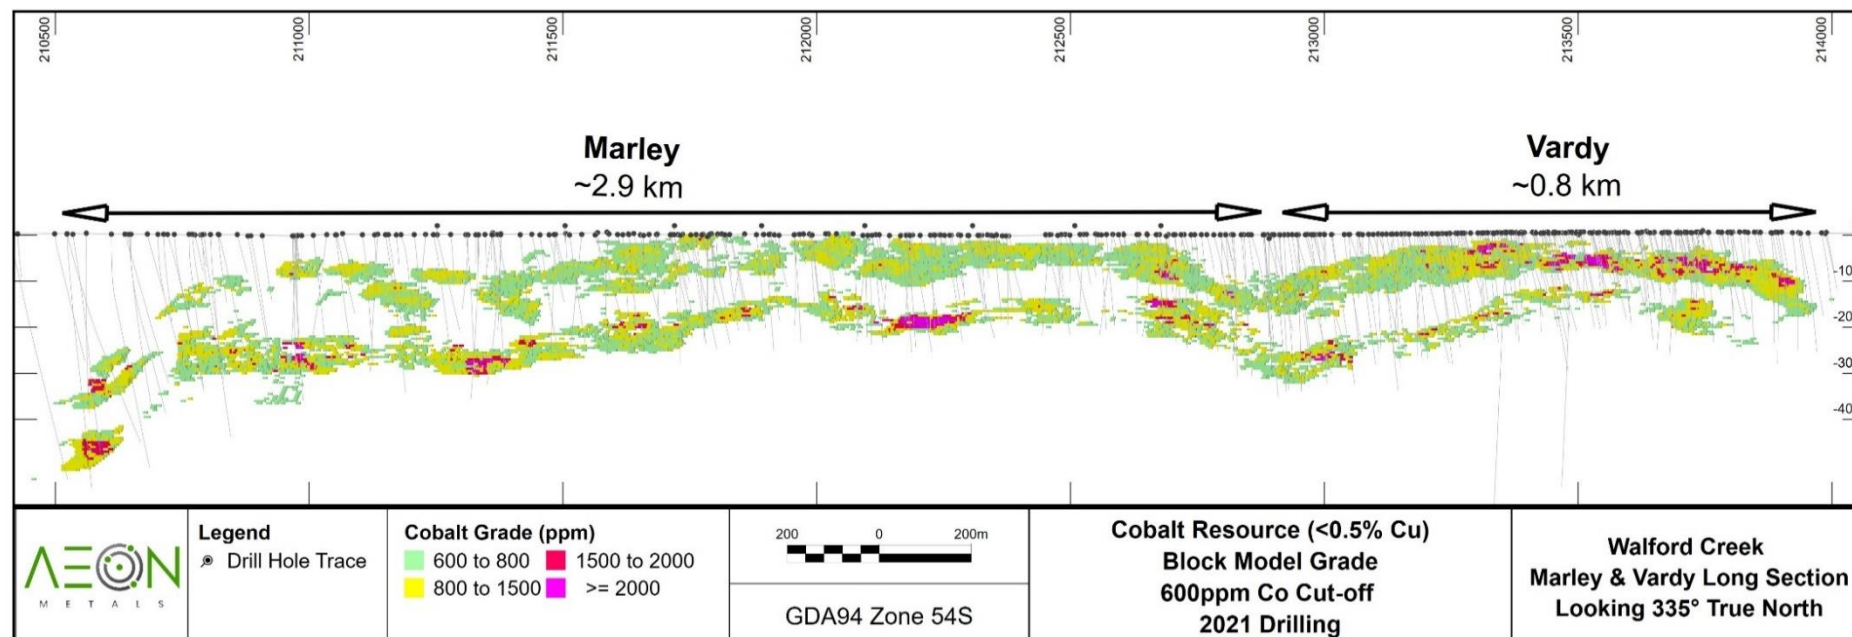 210500
211000
211500
212000
212500
213000
213500
214000
Marley
~2.9 km
Vardy
~0.8 km
-10
-20
-30
-40
AEON
METALS
Legend
Drill Hole Trace
Cobalt Grade (ppm)
600 to 800
1500 to 2000
800 to 1500
>= 2000
200 0 200m
GDA94 Zone 54S
Cobalt Resource (<0.5% Cu)
Block Model Grade
600ppm Co Cut-off
2021 Drilling
Walford Creek
Marley & Vardy Long Section
Looking 335° True North